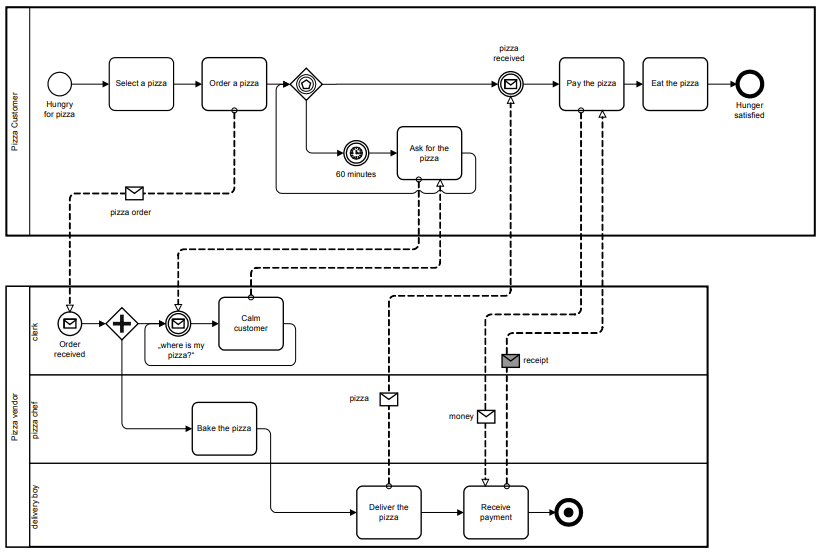 Pizza Customer
Hungry
for pizza
Select a pizza
Order a pizza
pizza
received
Pay the pizza
Eat the pizza
Hunger
satisfied
60 minutes
Ask for the
pizza
pizza order
Pizza vendor
clerk
Order
received
„where is my
pizza?“
Calm
customer
receipt
pizza
money
pizza chef
Bake the pizza
delivery boy
Deliver the
pizza
Receive
payment